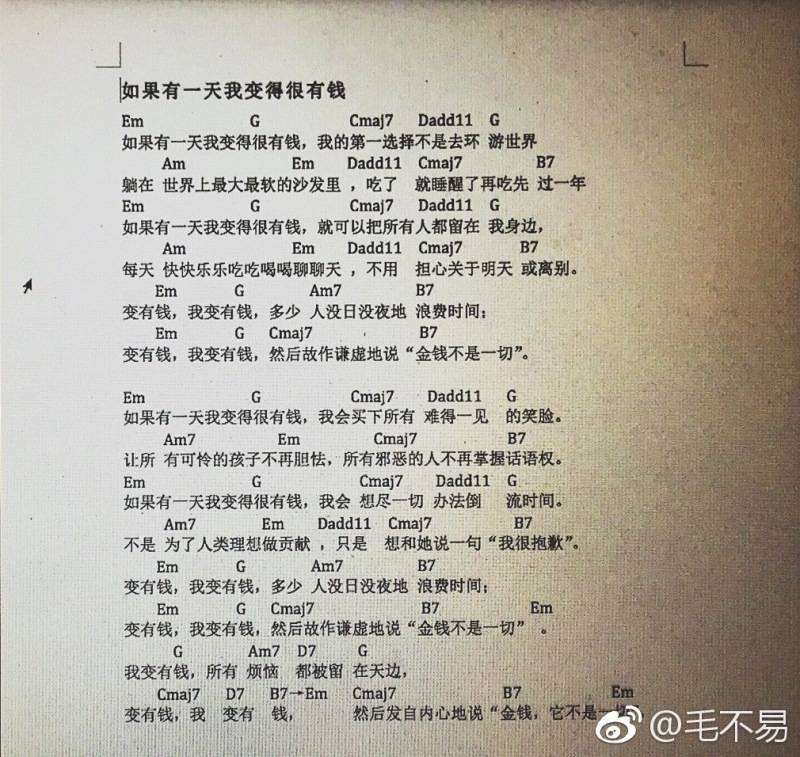 如果有一天我变得很有钱
Em G Cmaj7 Dadd11 G
如果有一天我变得很有钱，我的第一选择不是去环 游世界
Am Em Dadd11 Cmaj7 B7
躺在 世界上最大最软的沙发里 ，吃了 就睡醒了再吃先 过一年
Em G Cmaj7 Dadd11 G
如果有一天我变得很有钱，就可以把所有人都留在 我身边，
Am Em Dadd11 Cmaj7 B7
每天 快快乐乐吃吃喝喝聊聊天 ，不用 担心关于明天 或离别。
Em G Am7 B7
变有钱，我变有钱，多少 人没日没夜地 浪费时间；
Em G Cmaj7 B7
变有钱，我变有钱，然后故作谦虚地说“金钱不是一切”。
Em G Cmaj7 Dadd11 G
如果有一天我变得很有钱，我会买下所有 难得一见 的笑脸。
Am7 Em Cmaj7 B7
让所 有可怜的孩子不再胆怯，所有邪恶的人不再掌握话语权。
Em G Cmaj7 Dadd11 G
如果有一天我变得很有钱，我会 想尽一切 办法倒 流时间。
Am7 Em Dadd11 Cmaj7 B7
不是 为了人类理想做贡献 ，只是 想和她说一句“我很抱歉”。
Em G Am7 B7
变有钱，我变有钱，多少 人没日没夜地 浪费时间；
Em G Cmaj7 B7 Em
变有钱，我变有钱，然后故作谦虚地说“金钱不是一切” 。
G Am7 D7 G
我变有钱，所有 烦恼 都被留 在天边，
Cmaj7 D7 B7→Em Cmaj7 B7 Em
变有钱，我 变有 钱， 然后发自内心地说“金钱，它不是一切”
@毛不易